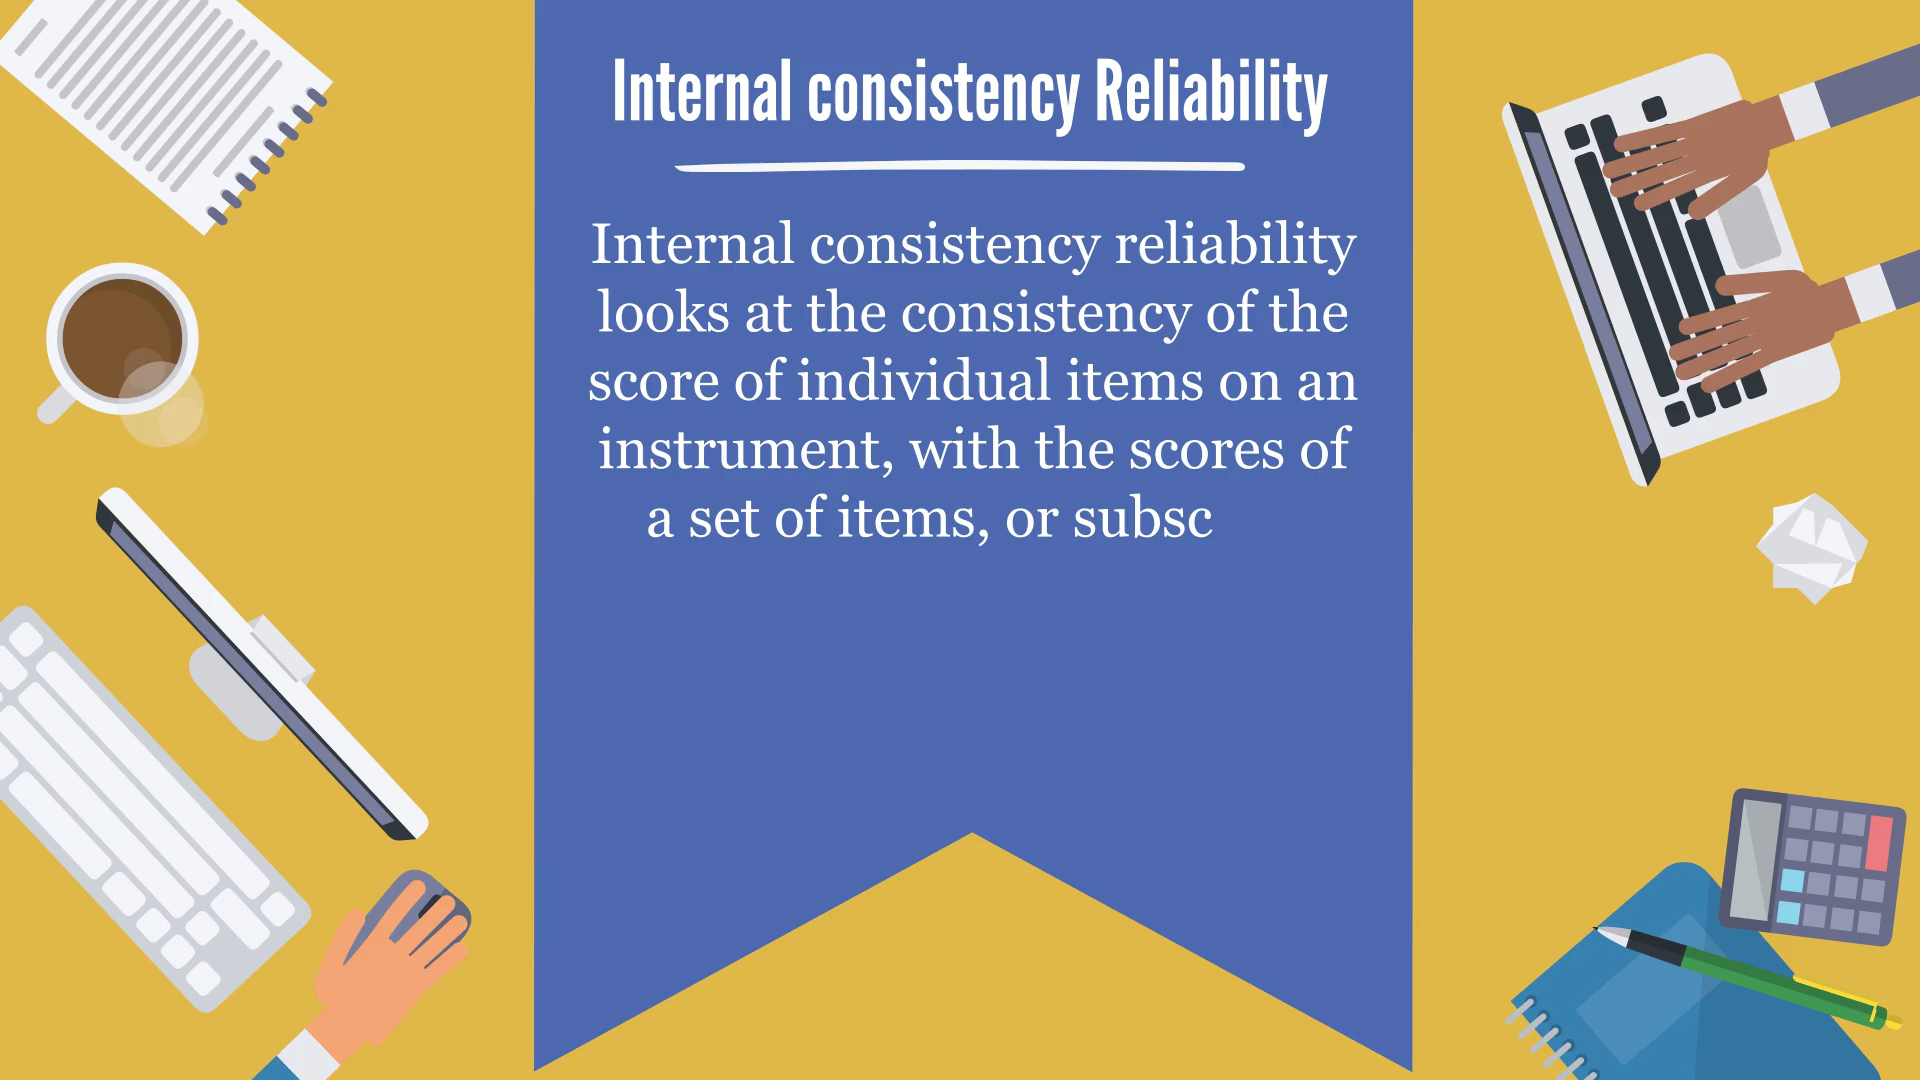 Internal consistency Reliability
Internal consistency reliability
looks at the consistency of the
score of individual items on an
instrument, with the scores of
a set of items, or subsc